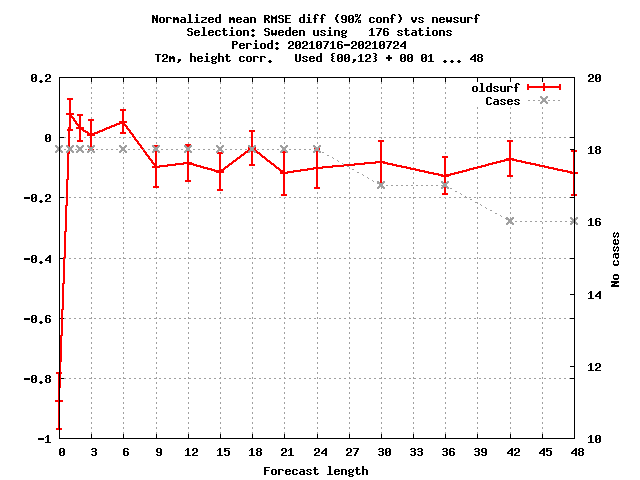 Normalized mean RMSE diff (90% conf) vs newsurf
Selection: Sweden using   176 stations
Period: 20210716-20210724
T2m, height corr.   Used {00,12} + 00 01 ... 48
oldsurf
Cases
0.2
0
-0.2
-0.4
-0.6
-0.8
-1
20
18
16
14
12
10
No cases
0 3 6 9 12 15 18 21 24 27 30 33 36 39 42 45 48
Forecast length